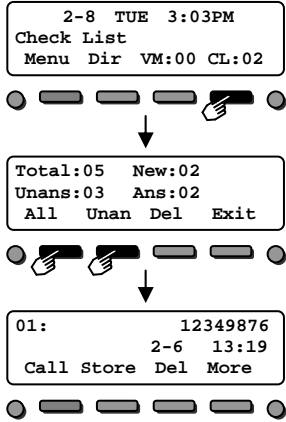 2-8 TUE 3:03PM
Check List
Menu Dir VM:00 CL:02
Total:05 New:02
Unans:03 Ans:02
All Unan Del Exit
01: 12349876
2-6 13:19
Call Store Del More